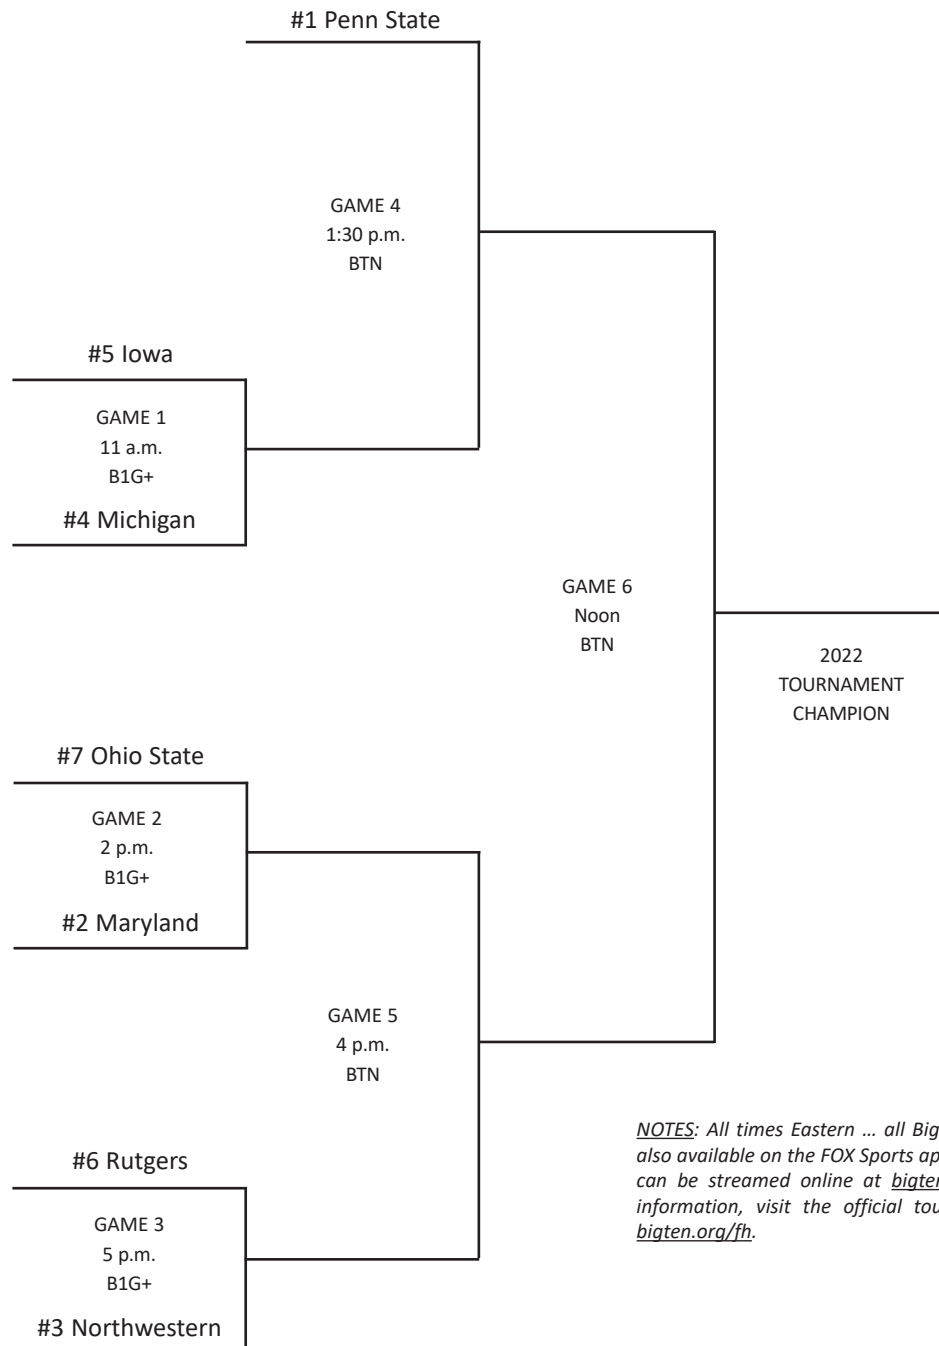 #1 Penn State
GAME 4
1:30 p.m.
BTN
#5 Iowa
GAME 1
11 a.m.
B1G+
#4 Michigan
GAME 6
Noon
BTN
2022
TOURNAMENT
CHAMPION
#7 Ohio State
GAME 2
2 p.m.
B1G+
#2 Maryland
GAME 5
4 p.m.
BTN
#6 Rutgers
GAME 3
5 p.m.
B1G+
#3 Northwestern
NOTES: All times Eastern ... all Big
also available on the FOX Sports ap
can be streamed online at bigten
information, visit the official tou
bigten.org/fh.